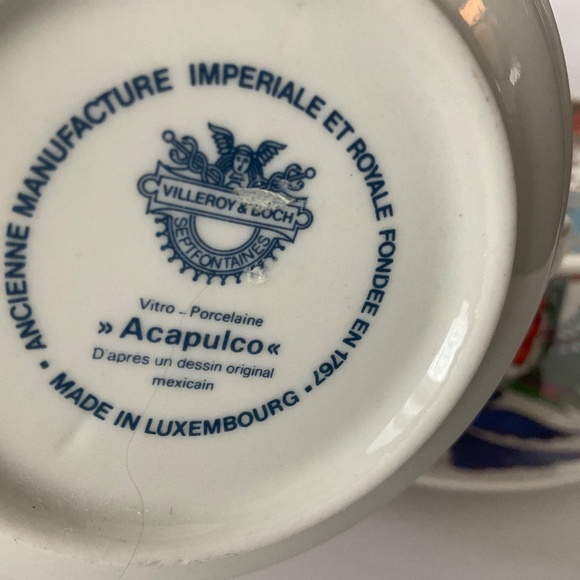 • ANCIENNE MANUFACTURE IMPERIALE ET ROYALE FONDEE EN 1767 •
VILLEROY & BOCH
SEPTFONTAINES
Vitro - Porcelaine
» Acapulco «
D'apres un dessin original
mexicain
MADE IN LUXEMBOURG